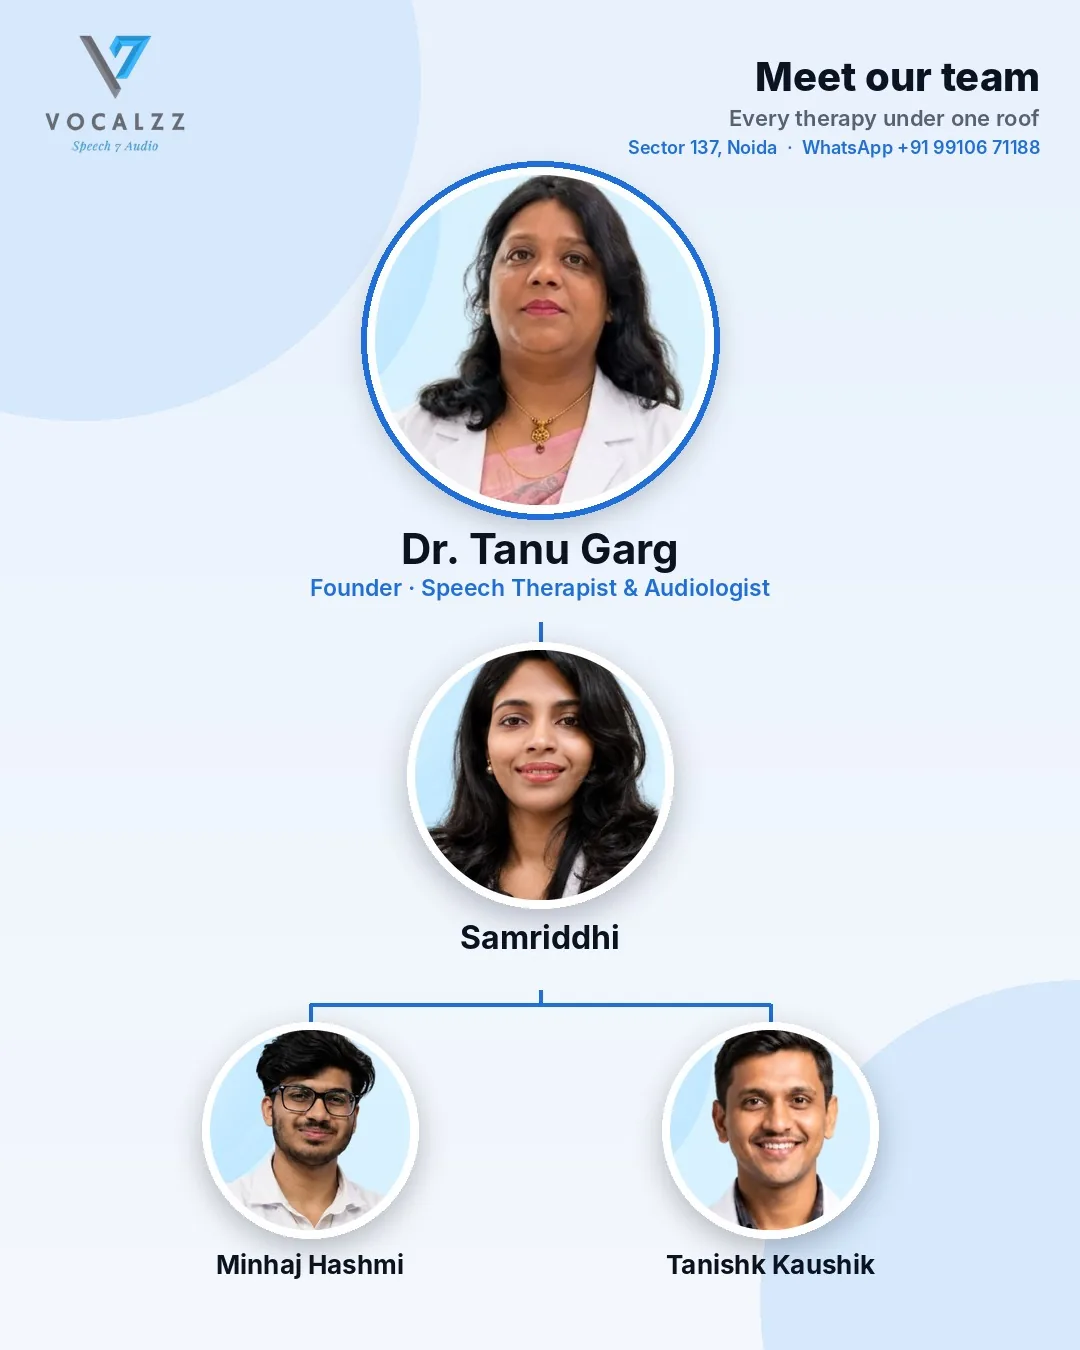 VOCALZZ
Speech 7 Audio
Meet our team
Every therapy under one roof
Sector 137, Noida · WhatsApp +91 99106 71188
Dr. Tanu Garg
Founder · Speech Therapist & Audiologist
Samriddhi
Minhaj Hashmi
Tanishk Kaushik